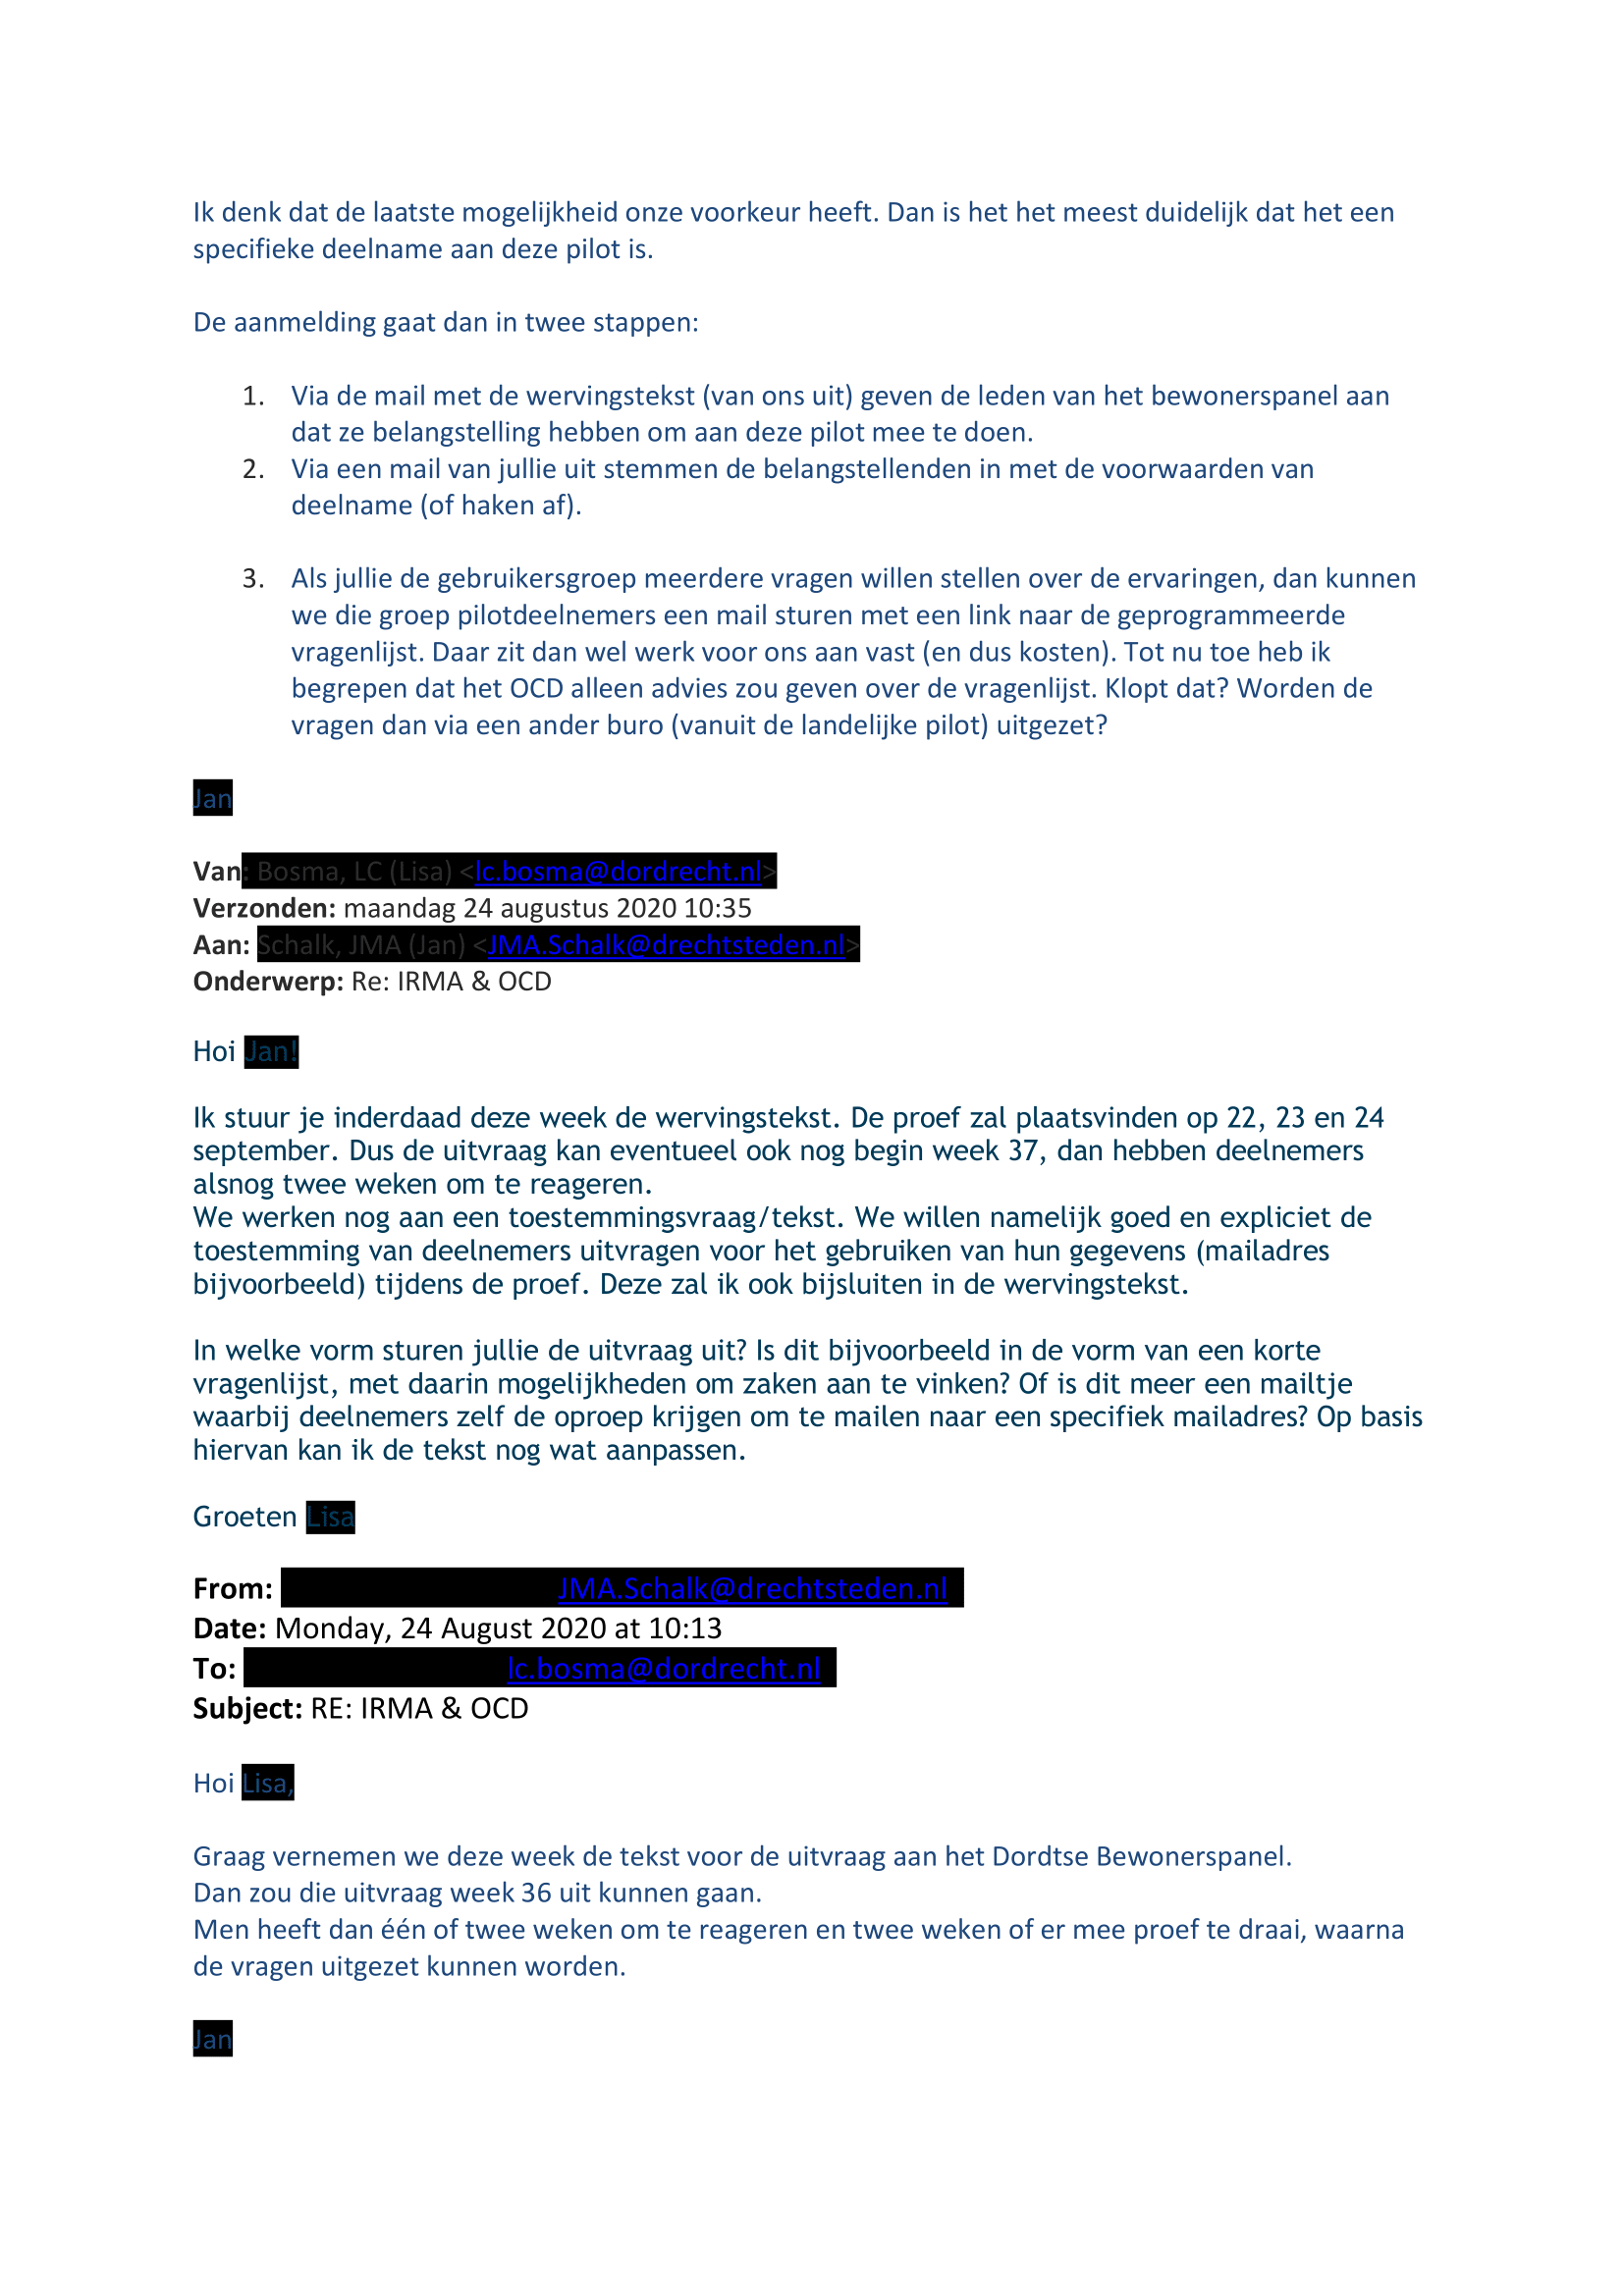 Ik denk dat de laatste mogelijkheid onze voorkeur heeft. Dan is het het meest duidelijk dat het een
specifieke deelname aan deze pilot is.
De aanmelding gaat dan in twee stappen:
1. Via de mail met de wervingstekst (van ons uit) geven de leden van het bewonerspanel aan
dat ze belangstelling hebben om aan deze pilot mee te doen.
2. Via een mail van jullie uit stemmen de belangstellenden in met de voorwaarden van
deelname (of haken af).
3. Als jullie de gebruikersgroep meerdere vragen willen stellen over de ervaringen, dan kunnen
we die groep pilotdeelnemers een mail sturen met een link naar de geprogrammeerde
vragenlijst. Daar zit dan wel werk voor ons aan vast (en dus kosten). Tot nu toe heb ik
begrepen dat het OCD alleen advies zou geven over de vragenlijst. Klopt dat? Worden de
vragen dan via een ander buro (vanuit de landelijke pilot) uitgezet?
Jan
Van: Bosma, LC (Lisa) <lc.bosma@dordrecht.nl>
Verzonden: maandag 24 augustus 2020 10:35
Aan: Schalk, JMA (Jan) <JMA.Schalk@drechtsteden.nl>
Onderwerp: Re: IRMA & OCD
Hoi Jan!
Ik stuur je inderdaad deze week de wervingstekst. De proef zal plaatsvinden op 22, 23 en 24
september. Dus de uitvraag kan eventueel ook nog begin week 37, dan hebben deelnemers
alsnog twee weken om te reageren.
We werken nog aan een toestemmingsvraag/tekst. We willen namelijk goed en expliciet de
toestemming van deelnemers uitvragen voor het gebruiken van hun gegevens (mailadres
bijvoorbeeld) tijdens de proef. Deze zal ik ook bijsluiten in de wervingstekst.
In welke vorm sturen jullie de uitvraag uit? Is dit bijvoorbeeld in de vorm van een korte
vragenlijst, met daarin mogelijkheden om zaken aan te vinken? Of is dit meer een mailtje
waarbij deelnemers zelf de oproep krijgen om te mailen naar een specifiek mailadres? Op basis
hiervan kan ik de tekst nog wat aanpassen.
Groeten Lisa
From: JMA.Schalk@drechtsteden.nl
Date: Monday, 24 August 2020 at 10:13
To: lc.bosma@dordrecht.nl
Subject: RE: IRMA & OCD
Hoi Lisa,
Graag vernemen we deze week de tekst voor de uitvraag aan het Dordtse Bewonerspanel.
Dan zou die uitvraag week 36 uit kunnen gaan.
Men heeft dan één of twee weken om te reageren en twee weken of er mee proef te draai, waarna
de vragen uitgezet kunnen worden.
Jan